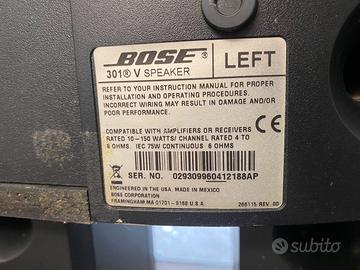 BOSE®
301® V SPEAKER
LEFT
REFER TO YOUR INSTRUCTION MANUAL FOR PROPER
INSTALLATION AND OPERATING PROCEDURES.
INCORRECT WIRING MAY RESULT IN DAMAGE AND/OR
POOR PERFORMANCE.
COMPATIBLE WITH AMPLIFIERS OR RECEIVERS
RATED 10-150 WATTS/ CHANNEL RATED 4 TO
8 OHMS IEC 75W CONTINUOUS 6 OHMS
SER. NO. 029309960412188AP
ENGINEERED IN THE USA. MADE IN MEXICO
BOSE CORPORATION
FRAMINGHAM MA 01701-9168 U.S.A.
266115 REV.00
subito